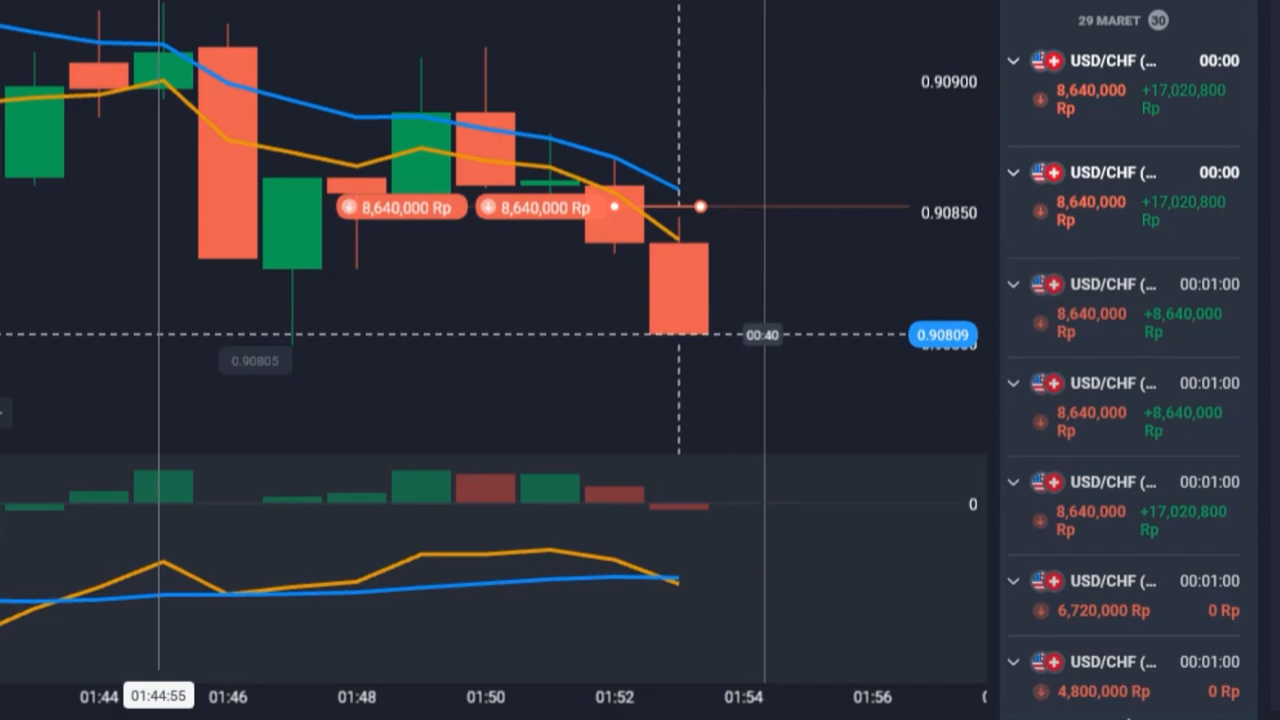 0.90900
0.90850
8,640,000 Rp
8,640,000 Rp
00:40
0.90809
0.90805
0
01:44
01:44:55
01:46
01:48
01:50
01:52
01:54
01:56
29 MARET 30
USD/CHF (... 00:00
8,640,000 +17,020,800
Rp Rp
USD/CHF (... 00:00
8,640,000 +17,020,800
Rp Rp
USD/CHF (... 00:01:00
8,640,000 +8,640,000
Rp Rp
USD/CHF (... 00:01:00
8,640,000 +8,640,000
Rp Rp
USD/CHF (... 00:01:00
8,640,000 +17,020,800
Rp Rp
USD/CHF (... 00:01:00
6,720,000 Rp 0 Rp
USD/CHF (... 00:01:00
4,800,000 Rp 0 Rp